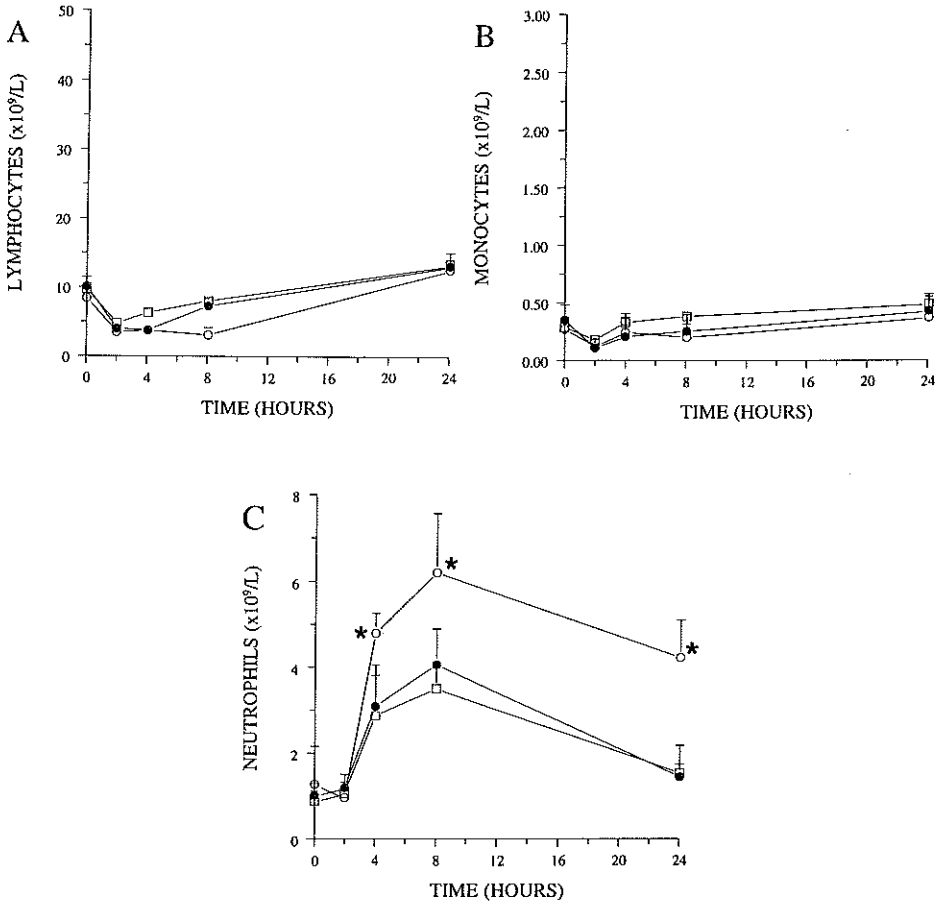 A
LYMPHOCYTES (x10⁹/L)
50
40
30
20
10
0
0 4 8 12 16 20 24
TIME (HOURS)
B
MONOCYTES (x10⁹/L)
3.00
2.50
2.00
1.50
1.00
0.50
0.00
0 4 8 12 16 20 24
TIME (HOURS)
C
NEUTROPHILS (x10⁹/L)
8
6
4
2
0
* * *
0 4 8 12 16 20 24
TIME (HOURS)